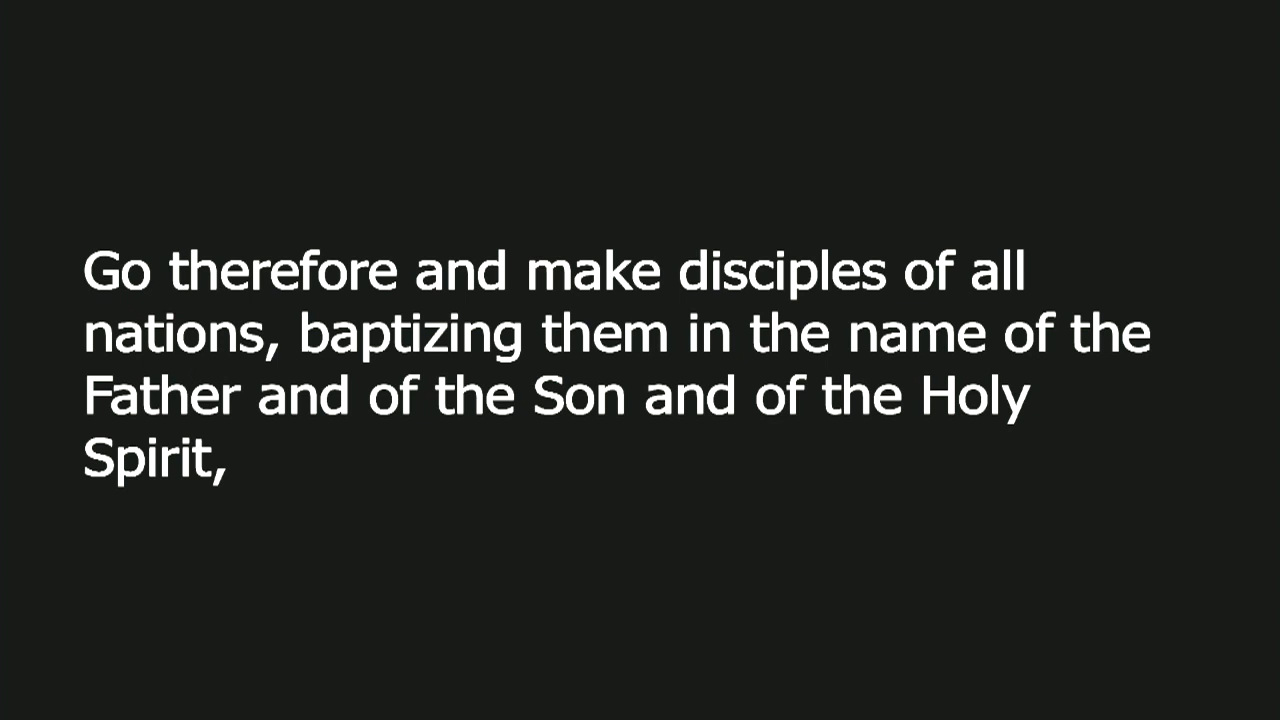 Go therefore and make disciples of all
nations, baptizing them in the name of the
Father and of the Son and of the Holy
Spirit,